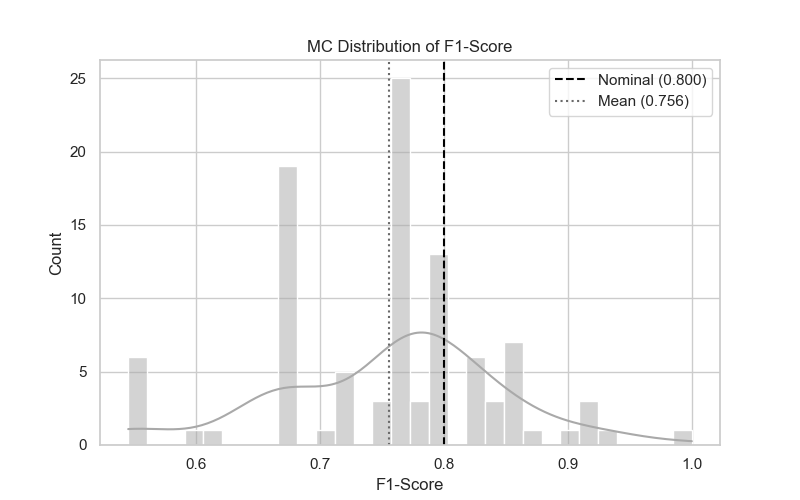 MC Distribution of F1-Score
Nominal (0.800)
Mean (0.756)
Count
25
20
15
10
5
0
0.6 0.7 0.8 0.9 1.0
F1-Score